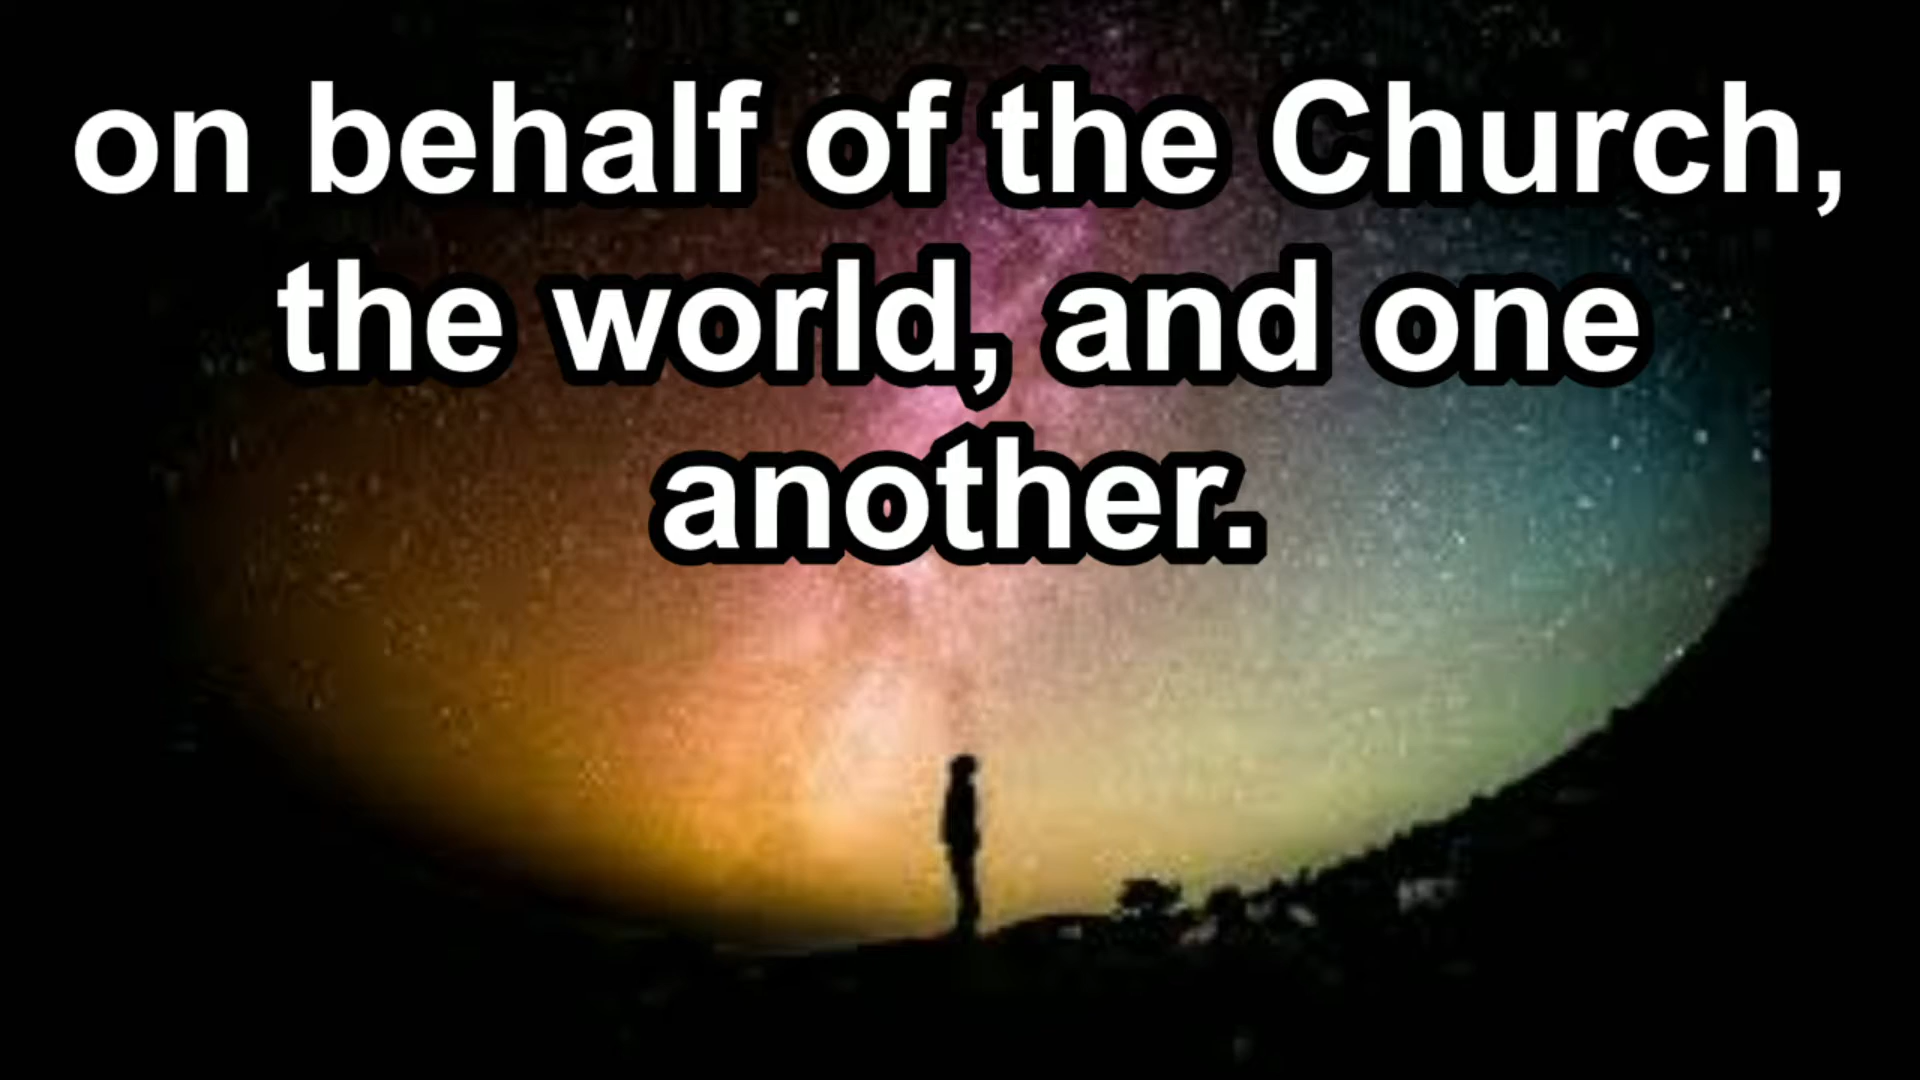 on behalf of the Church,
the world, and one
another.